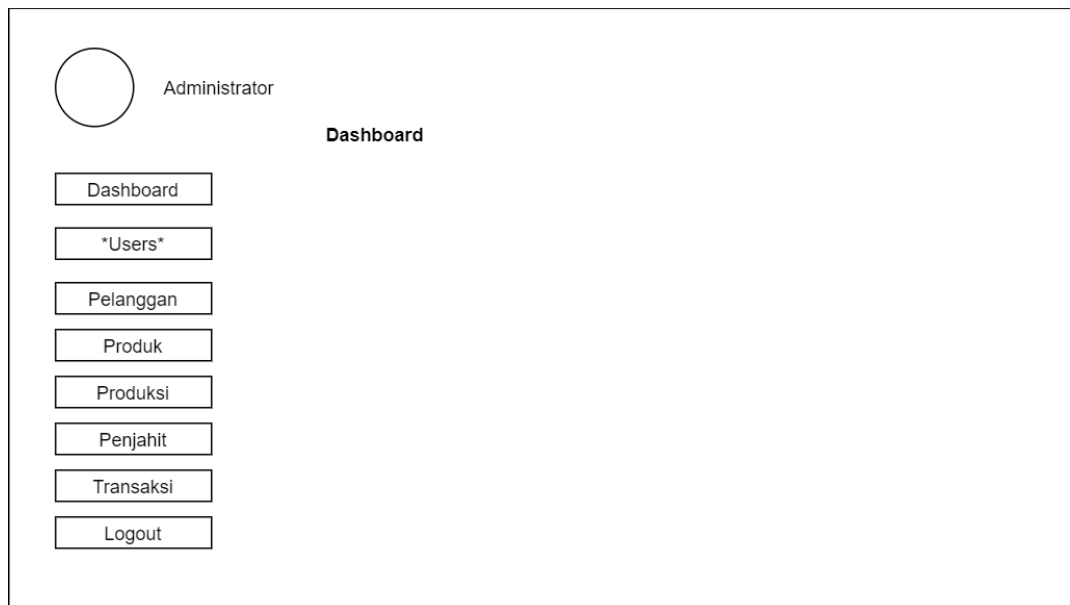 Administrator
Dashboard
Dashboard
*Users*
Pelanggan
Produk
Produksi
Penjahit
Transaksi
Logout